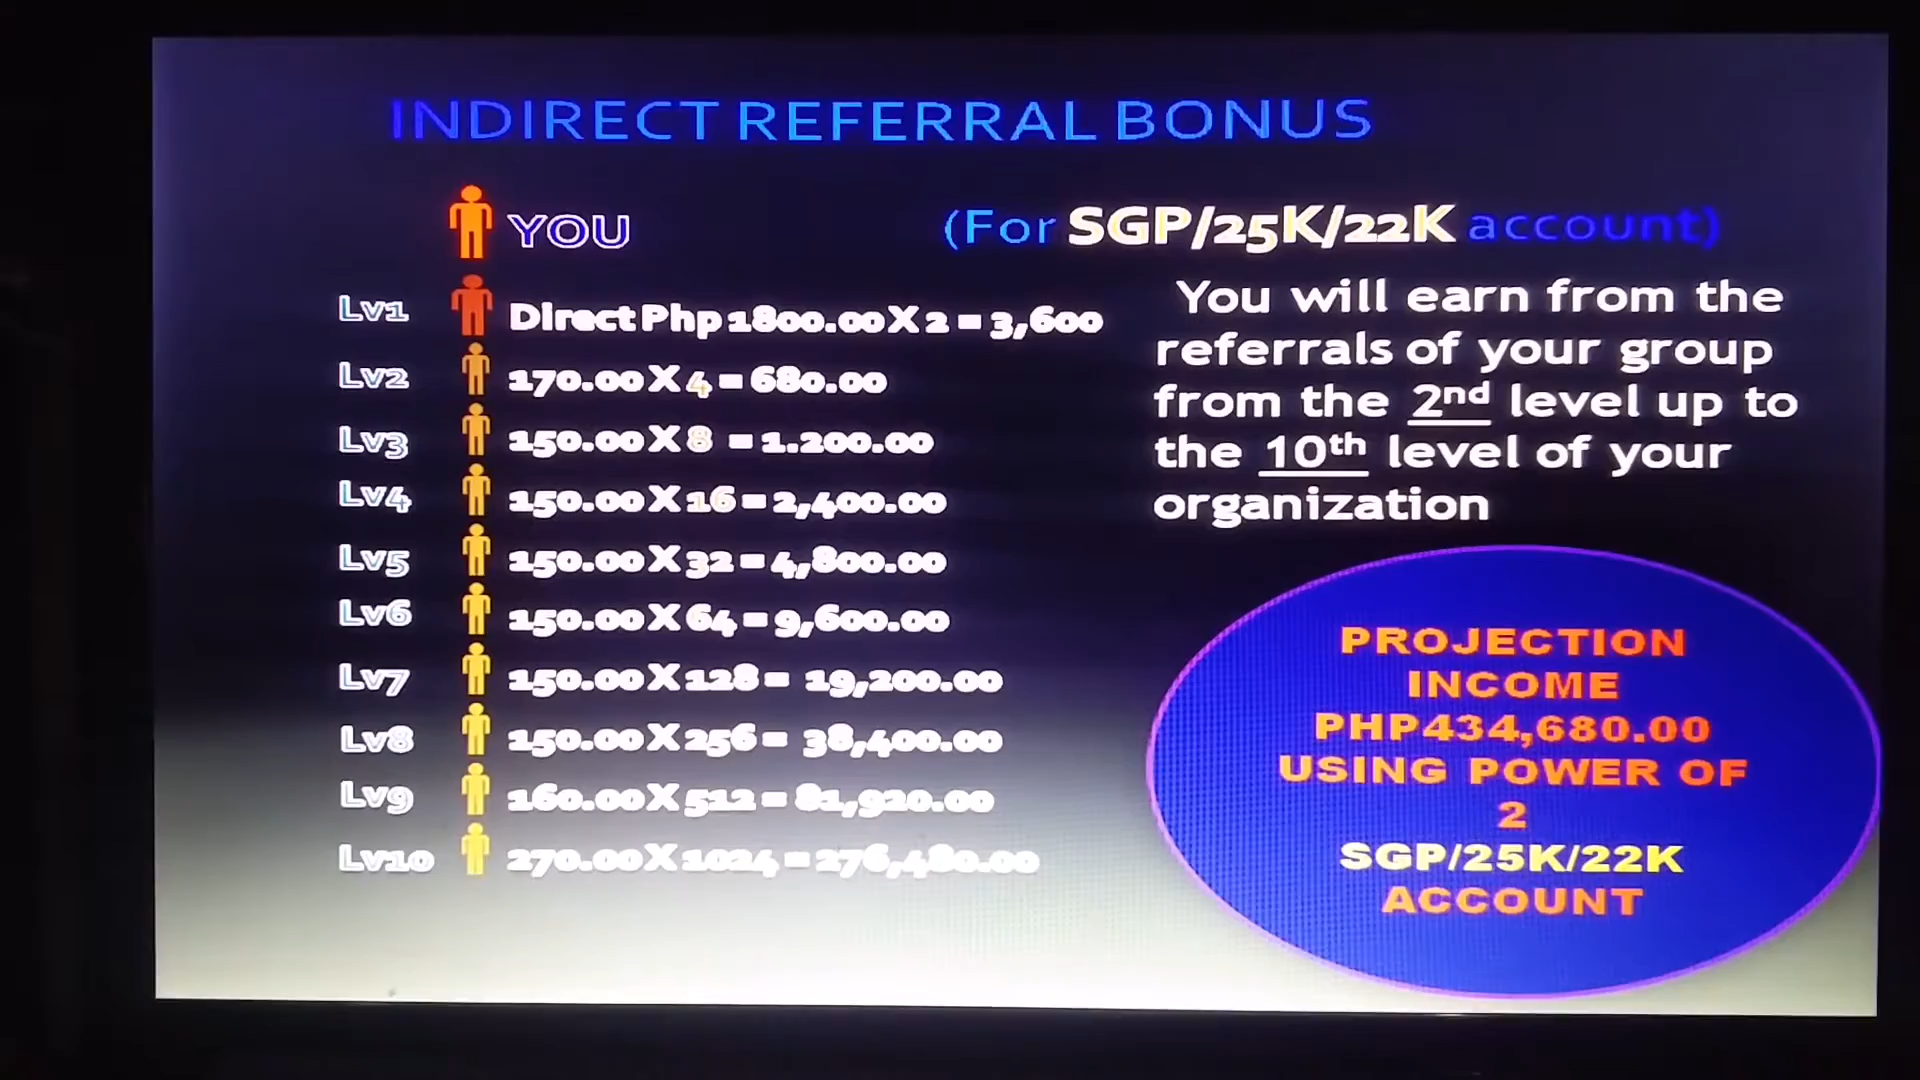 INDIRECT REFERRAL BONUS
YOU
(For SGP/25K/22K account)
Lv1 Direct Php 1800.00 X 2 = 3,600
Lv2 170.00 X 4 = 680.00
Lv3 150.00 X 8 = 1.200.00
Lv4 150.00 X 16 = 2,400.00
Lv5 150.00 X 32 = 4,800.00
Lv6 150.00 X 64 = 9,600.00
Lv7 150.00 X 128 = 19,200.00
Lv8 150.00 X 256 = 38,400.00
Lv9 160.00 X 512 = 81,920.00
Lv10 270.00 X 1024 = 276,480.00
You will earn from the
referrals of your group
from the 2nd level up to
the 10th level of your
organization
PROJECTION
INCOME
PHP434,680.00
USING POWER OF
2
SGP/25K/22K
ACCOUNT